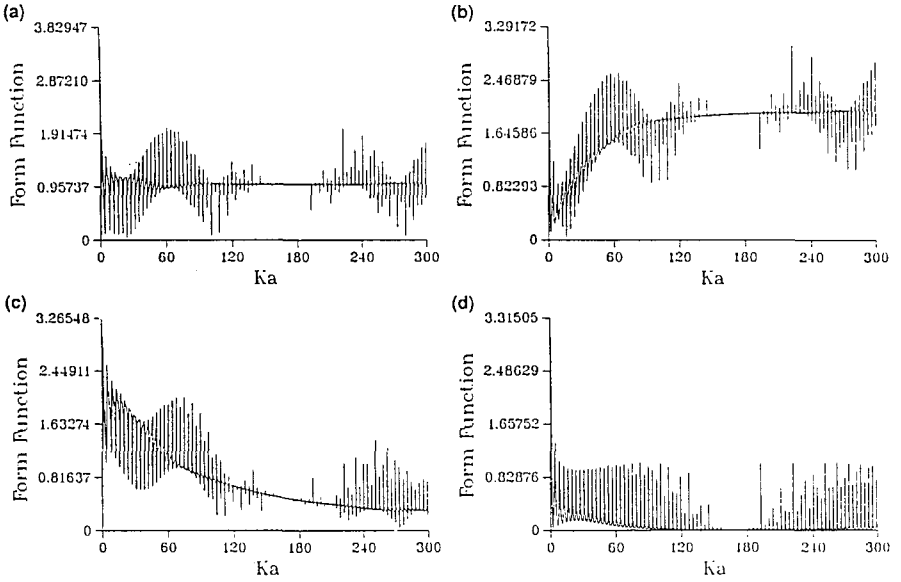 (a)
3.82947
2.87210
1.91474
0.95737
0
Form Function
0 60 120 180 240 300
Ka
(b)
3.29172
2.46879
1.64586
0.82293
0
Form Function
0 60 120 180 240 300
Ka
(c)
3.26548
2.44911
1.63274
0.81637
0
Form Function
0 60 120 180 240 300
Ka
(d)
3.31505
2.48629
1.65752
0.82876
0
Form Function
0 60 120 180 240 300
Ka